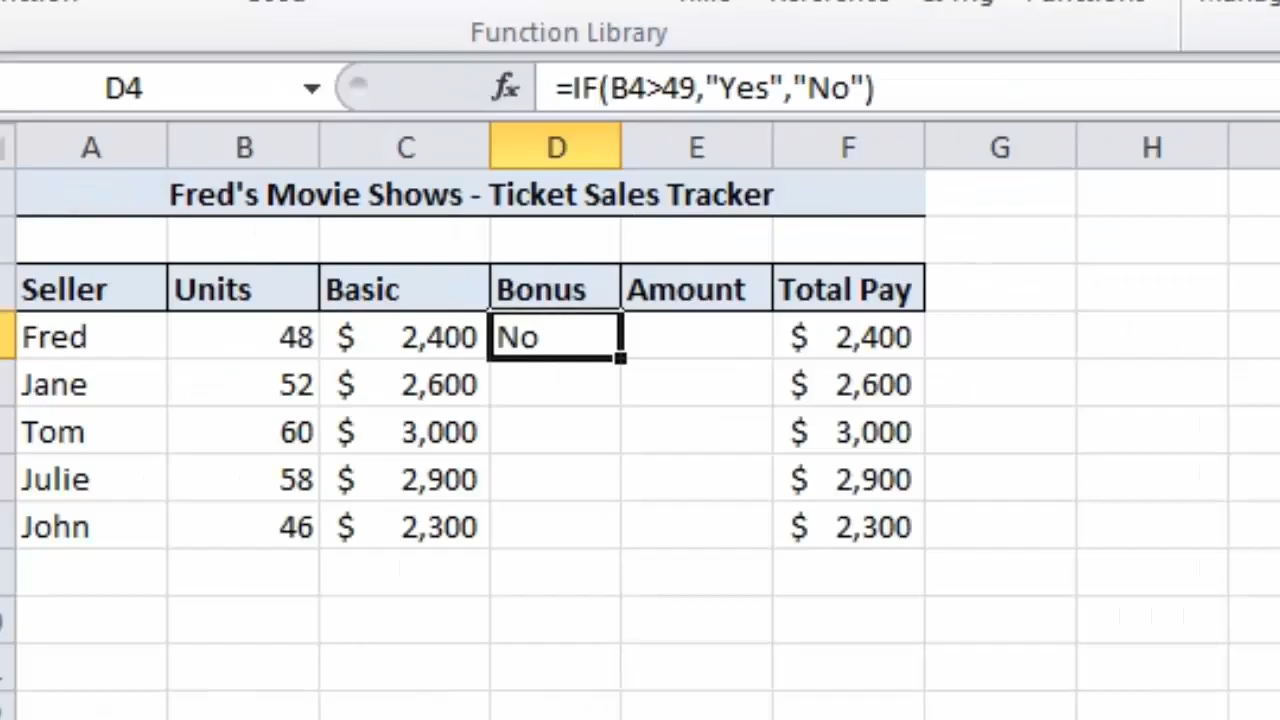 Function Library
D4 fx =IF(B4>49,"Yes","No")
A B C D E F G H
Fred's Movie Shows - Ticket Sales Tracker
Seller Units Basic Bonus Amount Total Pay
Fred 48 $ 2,400 No $ 2,400
Jane 52 $ 2,600 $ 2,600
Tom 60 $ 3,000 $ 3,000
Julie 58 $ 2,900 $ 2,900
John 46 $ 2,300 $ 2,300